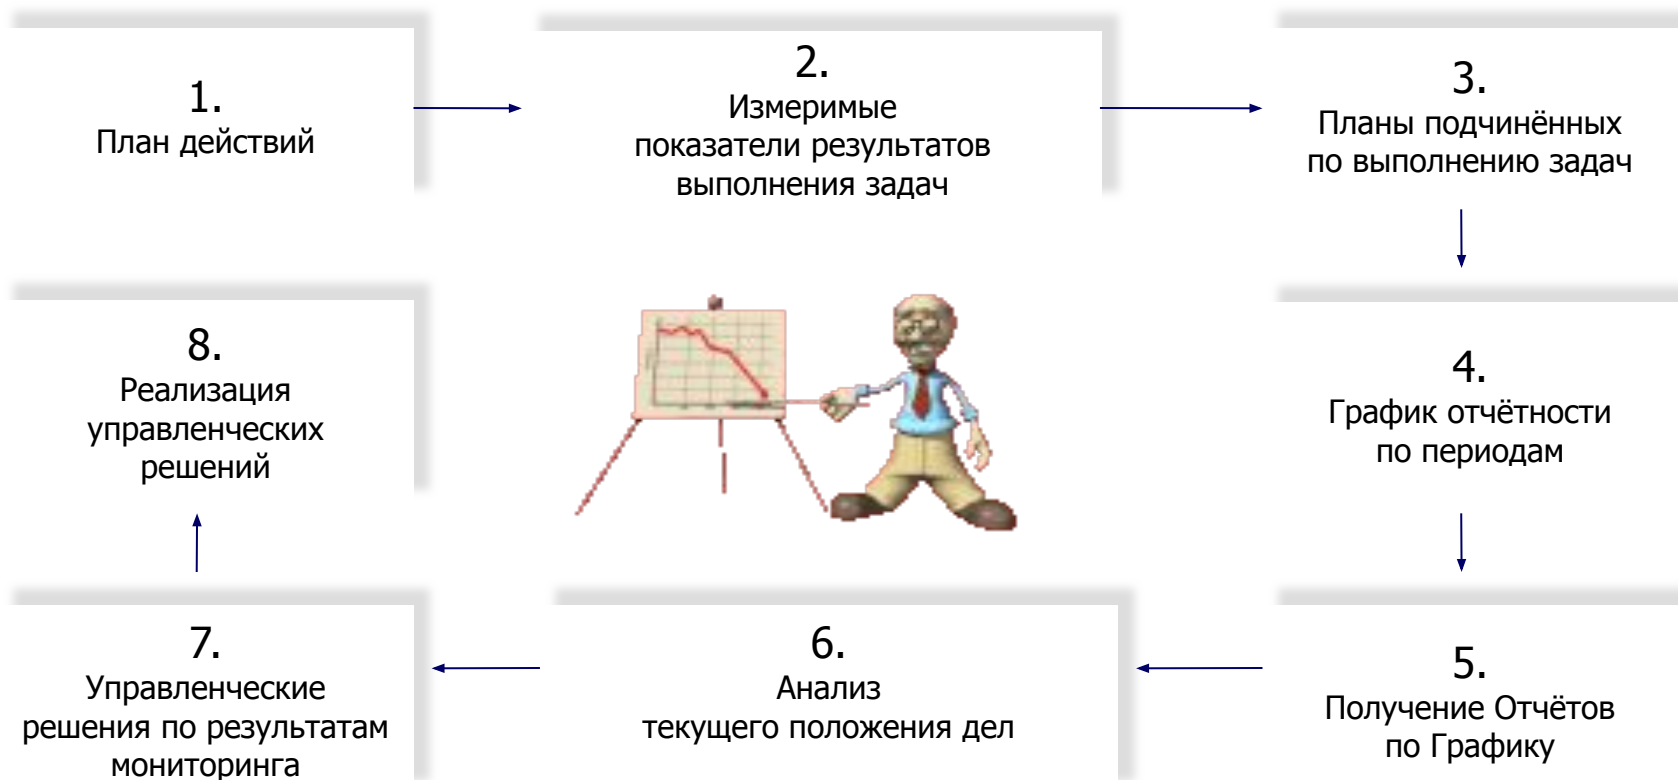 1.
План действий
2.
Измеримые
показатели результатов
выполнения задач
3.
Планы подчинённых
по выполнению задач
4.
График отчётности
по периодам
5.
Получение Отчётов
по Графику
6.
Анализ
текущего положения дел
7.
Управленческие
решения по результатам
мониторинга
8.
Реализация
управленческих
решений